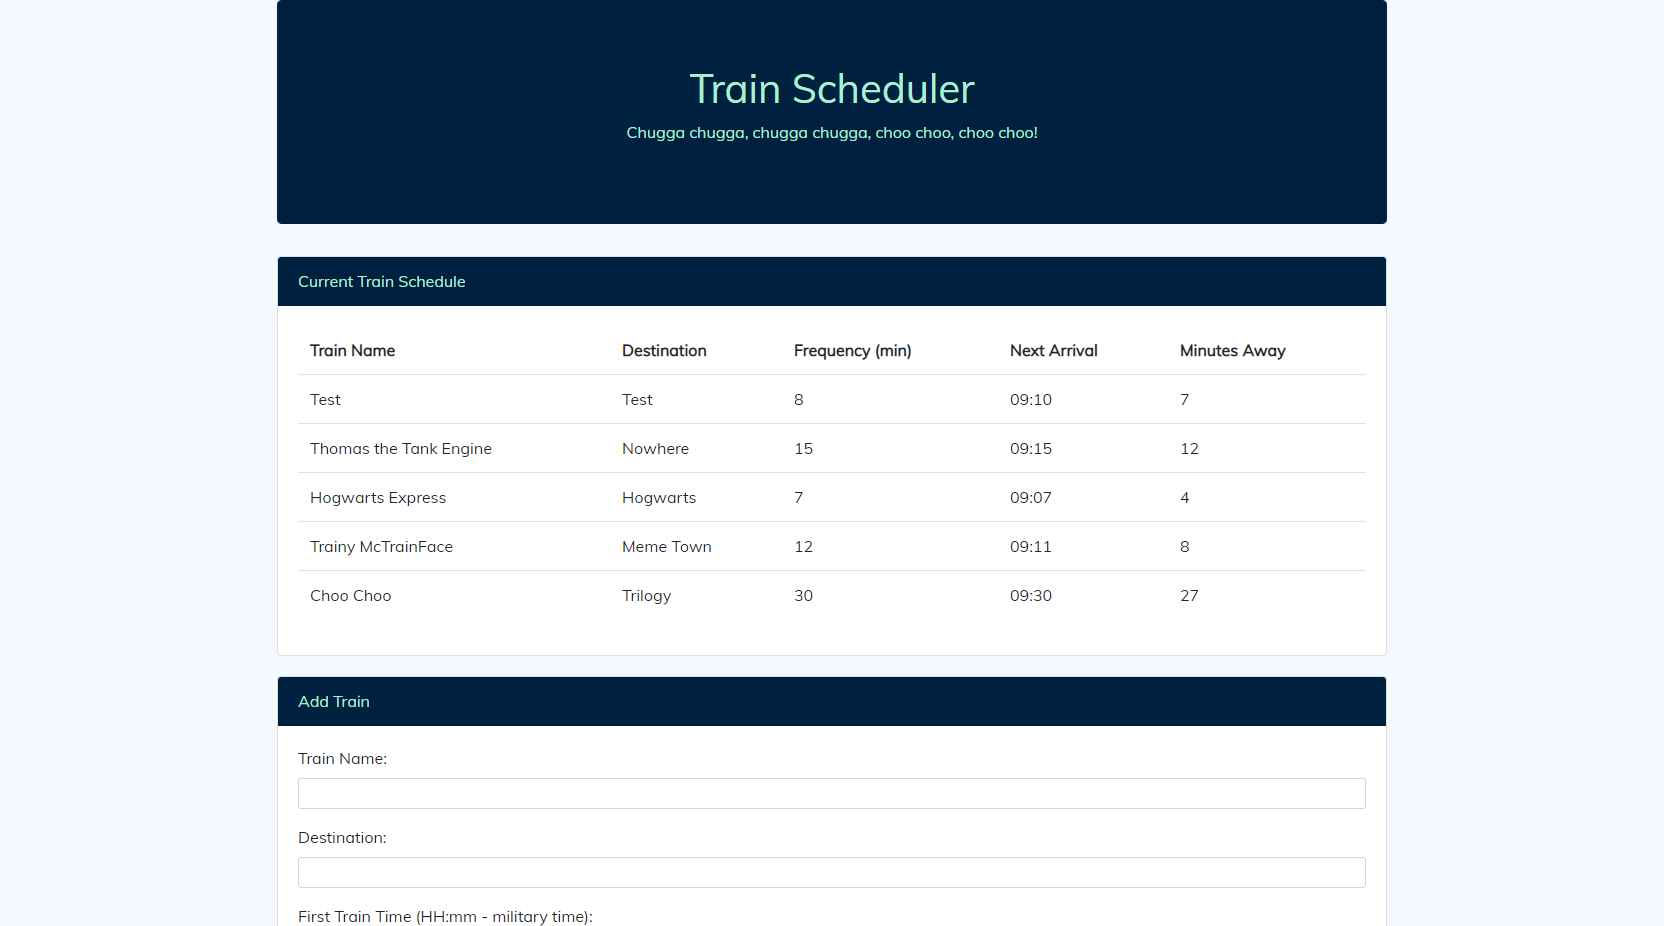 Train Scheduler
Chugga chugga, chugga chugga, choo choo, choo choo!
Current Train Schedule
Train Name Destination Frequency (min) Next Arrival Minutes Away
Test Test 8 09:10 7
Thomas the Tank Engine Nowhere 15 09:15 12
Hogwarts Express Hogwarts 7 09:07 4
Trainy McTrainFace Meme Town 12 09:11 8
Choo Choo Trilogy 30 09:30 27
Add Train
Train Name:
Destination:
First Train Time (HH:mm - military time):